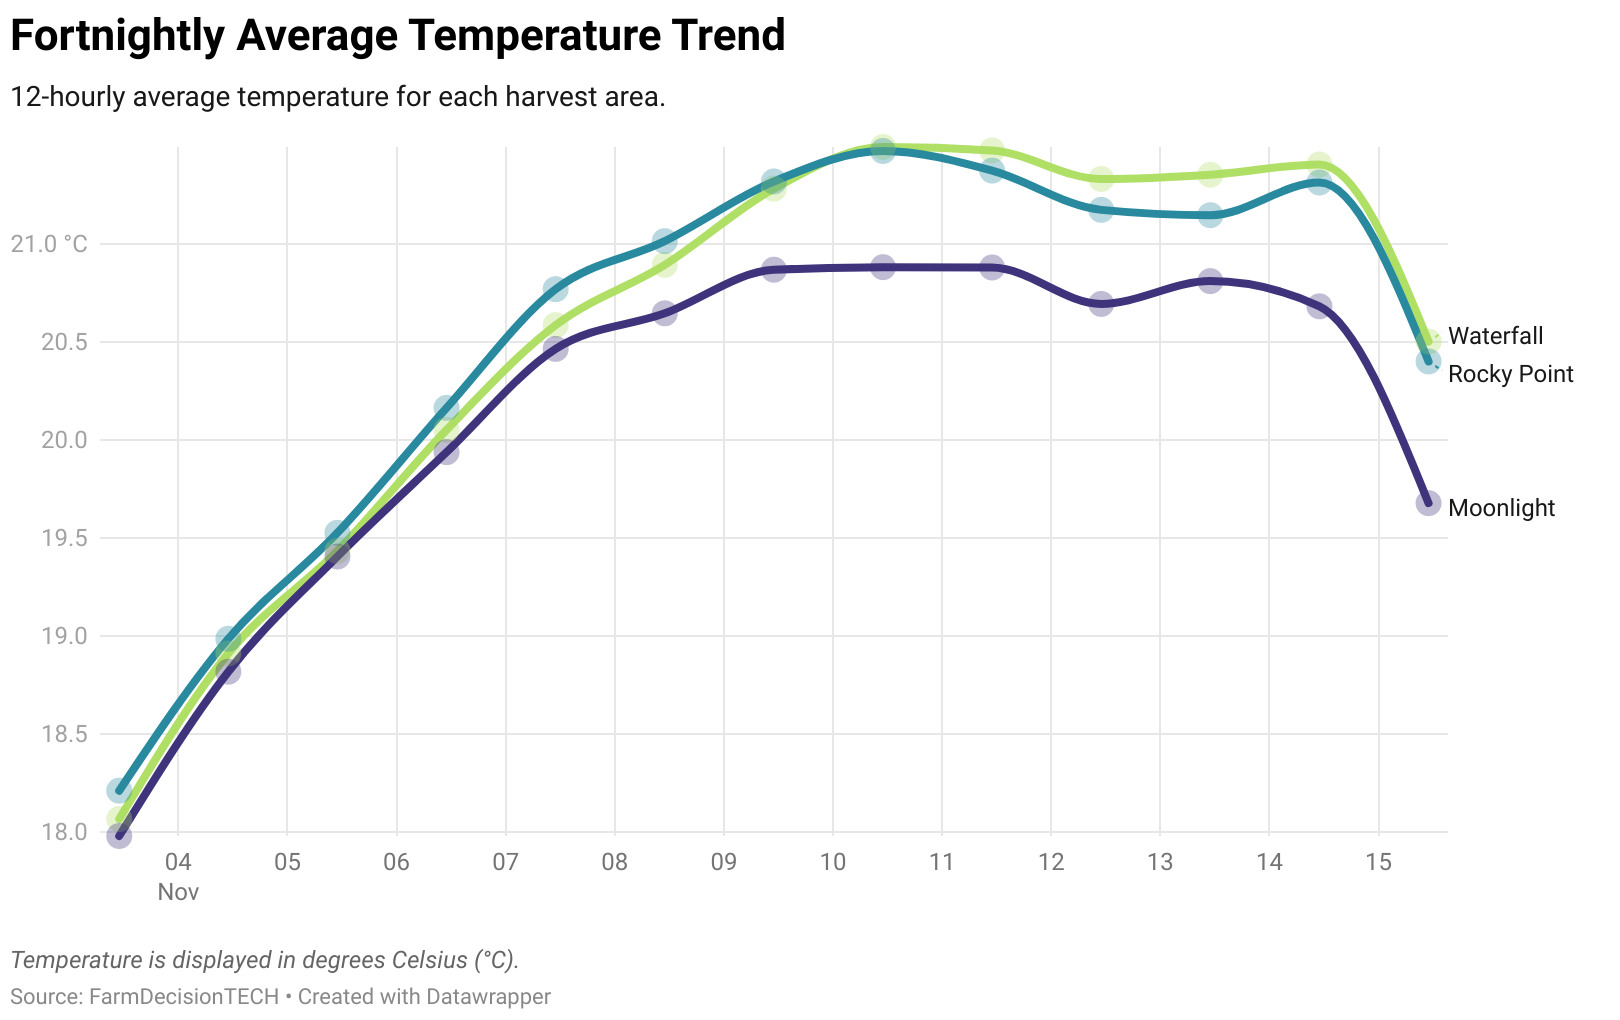 Fortnightly Average Temperature Trend
12-hourly average temperature for each harvest area.
21.0 °C
20.5
20.0
19.5
19.0
18.5
18.0
Waterfall
Rocky Point
Moonlight
04 05 06 07 08 09 10 11 12 13 14 15
Nov
Temperature is displayed in degrees Celsius (°C).
Source: FarmDecisionTECH • Created with Datawrapper